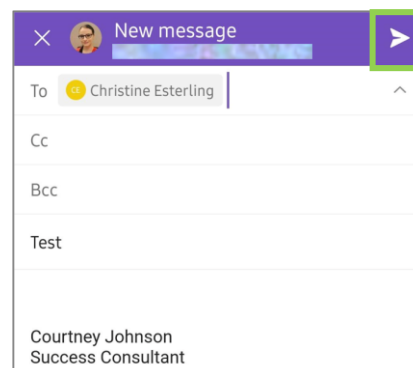 New message
To CE Christine Esterling
Cc
Bcc
Test
Courtney Johnson
Success Consultant